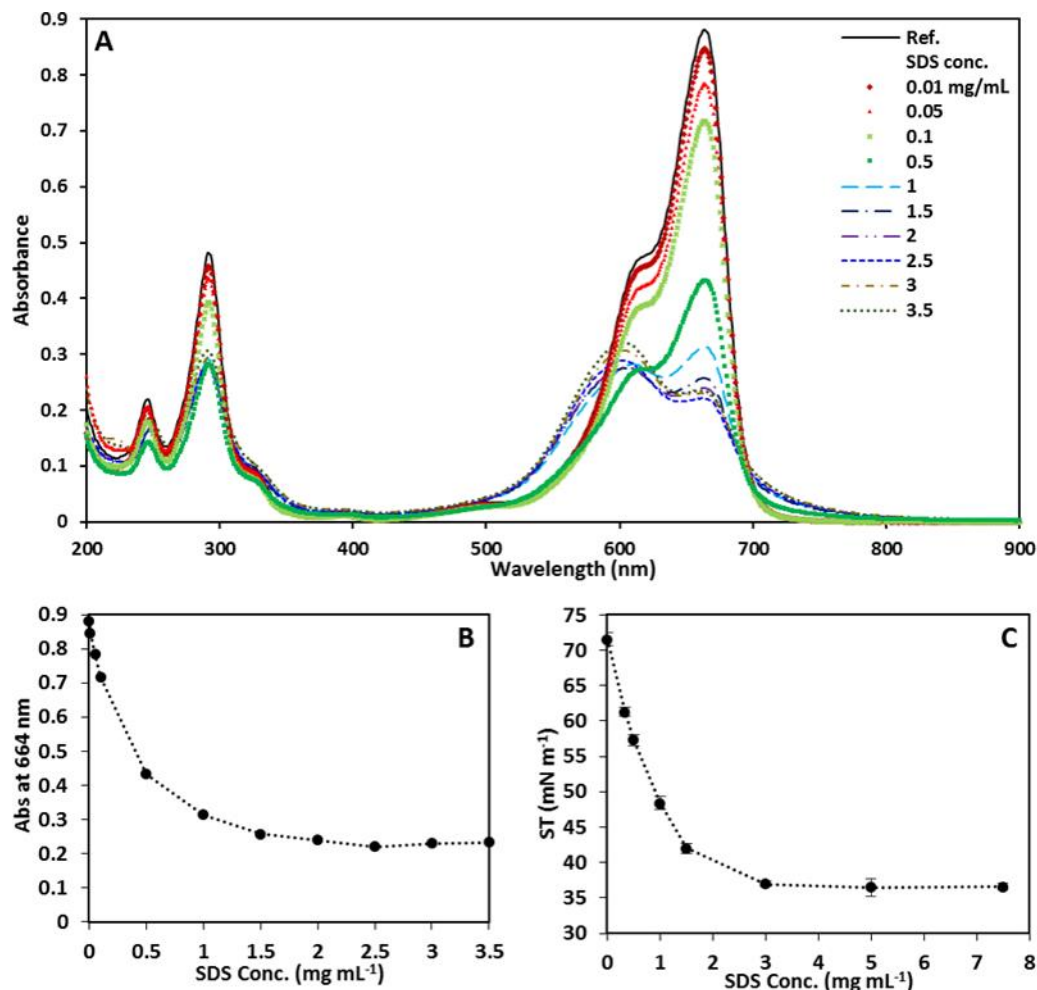 A
Absorbance
0.9
0.8
0.7
0.6
0.5
0.4
0.3
0.2
0.1
0
200 300 400 500 600 700 800 900
Wavelength (nm)
Ref.
SDS conc.
0.01 mg/mL
0.05
0.1
0.5
1
1.5
2
2.5
3
3.5
B
Abs at 664 nm
0.9
0.8
0.7
0.6
0.5
0.4
0.3
0.2
0.1
0
0 0.5 1 1.5 2 2.5 3 3.5
SDS Conc. (mg mL⁻¹)
C
ST (mN m⁻¹)
75
70
65
60
55
50
45
40
35
30
0 1 2 3 4 5 6 7 8
SDS Conc. (mg mL⁻¹)